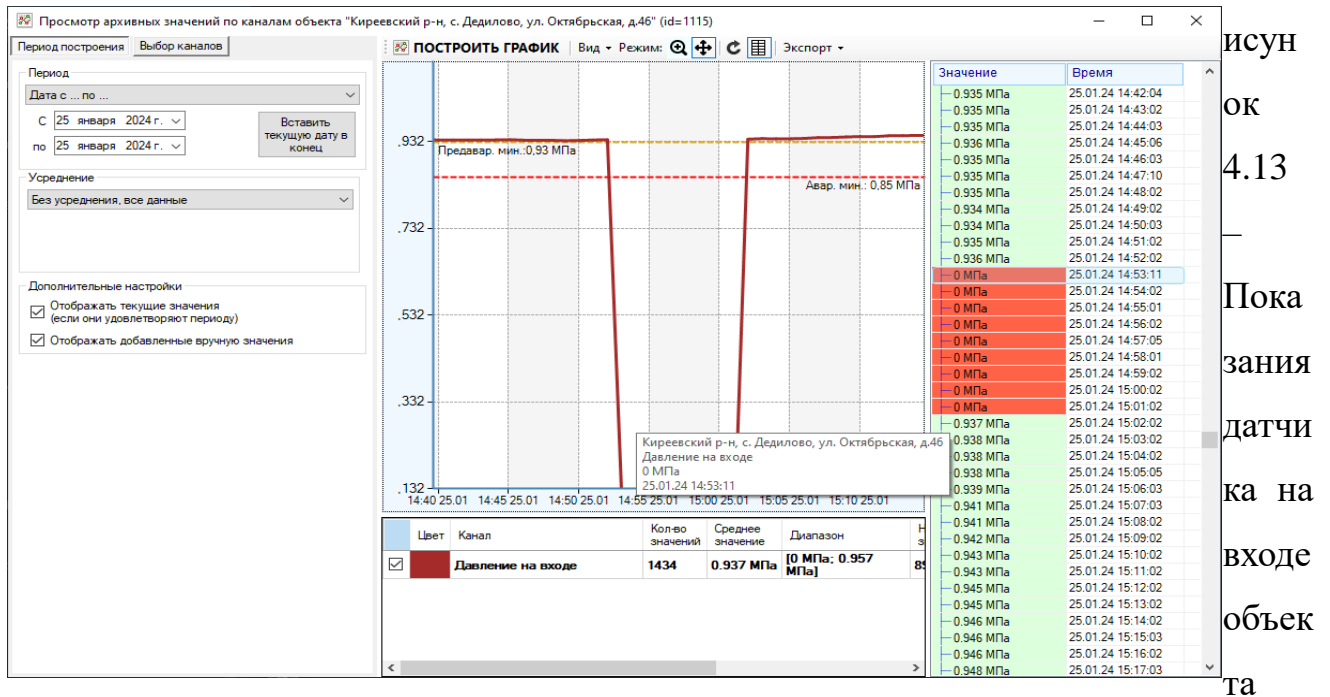 Просмотр архивных значений по каналам объекта "Киреевский р-н, с. Дедилово, ул. Октябрьская, д.46" (id=1115)
Период построения Выбор каналов
Период
Дата с ... по ...
С 25 января 2024 г.
по 25 января 2024 г.
Вставить
текущую дату в
конец
Усреднение
Без усреднения, все данные
Дополнительные настройки
Отображать текущие значения
(если они удовлетворяют периоду)
Отображать добавленные вручную значения
ПОСТРОИТЬ ГРАФИК Вид Режим: Экспорт
.932
Предавар. мин.:0,93 МПа
Авар. мин.: 0,85 МПа
.732
.532
.332
.132
14:40 25.01 14:45 25.01 14:50 25.01 14:55 25.01 15:00 25.01 15:05 25.01 15:10 25.01
Киреевский р-н, с. Дедилово, ул. Октябрьская, д.46
Давление на входе
0 МПа
25.01.24 14:53:11
Цвет Канал Кол-во значений Среднее значение Диапазон
Давление на входе 1434 0.937 МПа [0 МПа; 0.957 МПа]
Значение Время
0.935 МПа 25.01.24 14:42:04
0.935 МПа 25.01.24 14:43:02
0.935 МПа 25.01.24 14:44:03
0.936 МПа 25.01.24 14:45:06
0.935 МПа 25.01.24 14:46:03
0.935 МПа 25.01.24 14:47:10
0.935 МПа 25.01.24 14:48:02
0.934 МПа 25.01.24 14:49:02
0.934 МПа 25.01.24 14:50:03
0.935 МПа 25.01.24 14:51:02
0.936 МПа 25.01.24 14:52:02
0 МПа 25.01.24 14:53:11
0 МПа 25.01.24 14:54:02
0 МПа 25.01.24 14:55:01
0 МПа 25.01.24 14:56:02
0 МПа 25.01.24 14:57:05
0 МПа 25.01.24 14:58:01
0 МПа 25.01.24 14:59:02
0 МПа 25.01.24 15:00:02
0 МПа 25.01.24 15:01:02
0.937 МПа 25.01.24 15:02:02
0.938 МПа 25.01.24 15:03:02
0.938 МПа 25.01.24 15:04:02
0.938 МПа 25.01.24 15:05:05
0.939 МПа 25.01.24 15:06:03
0.941 МПа 25.01.24 15:07:03
0.941 МПа 25.01.24 15:08:02
0.942 МПа 25.01.24 15:09:02
0.943 МПа 25.01.24 15:10:02
0.943 МПа 25.01.24 15:11:02
0.945 МПа 25.01.24 15:12:02
0.945 МПа 25.01.24 15:13:02
0.946 МПа 25.01.24 15:14:02
0.946 МПа 25.01.24 15:15:03
0.946 МПа 25.01.24 15:16:02
0.948 МПа 25.01.24 15:17:03
исун
ок
4.13
–
Пока
зания
датчи
ка на
входе
объек
та